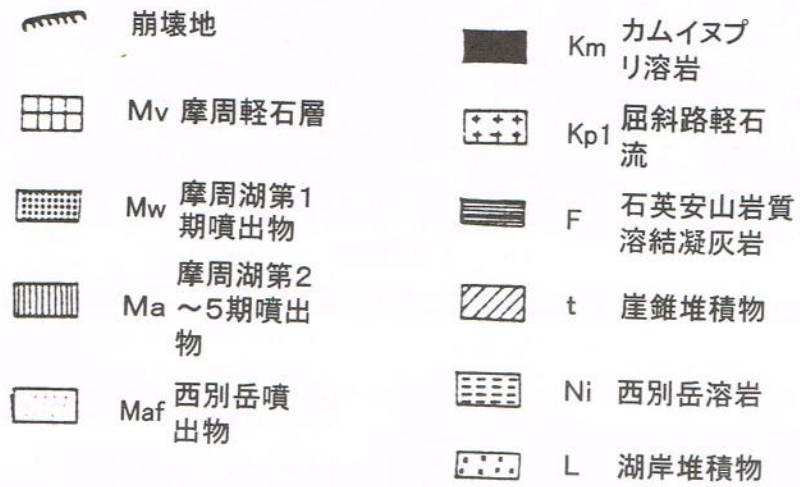 崩壊地
Mv 摩周軽石層
Mw 摩周湖第1
期噴出物
Ma 摩周湖第2
~5期噴出
物
Maf 西別岳噴
出物
Km カムイヌプ
リ溶岩
Kp1 屈斜路軽石
流
F 石英安山岩質
溶結凝灰岩
t 崖錐堆積物
Ni 西別岳溶岩
L 湖岸堆積物